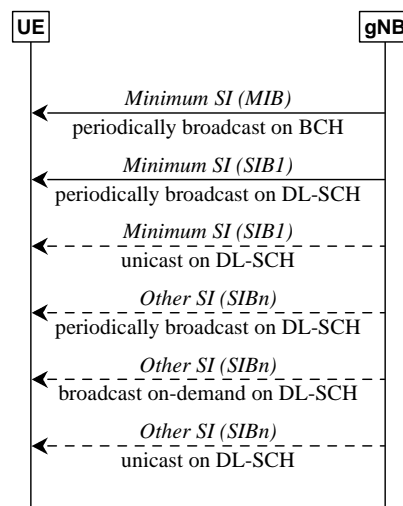 UE
gNB
Minimum SI (MIB)
periodically broadcast on BCH
Minimum SI (SIB1)
periodically broadcast on DL-SCH
Minimum SI (SIB1)
unicast on DL-SCH
Other SI (SIBn)
periodically broadcast on DL-SCH
Other SI (SIBn)
broadcast on-demand on DL-SCH
Other SI (SIBn)
unicast on DL-SCH